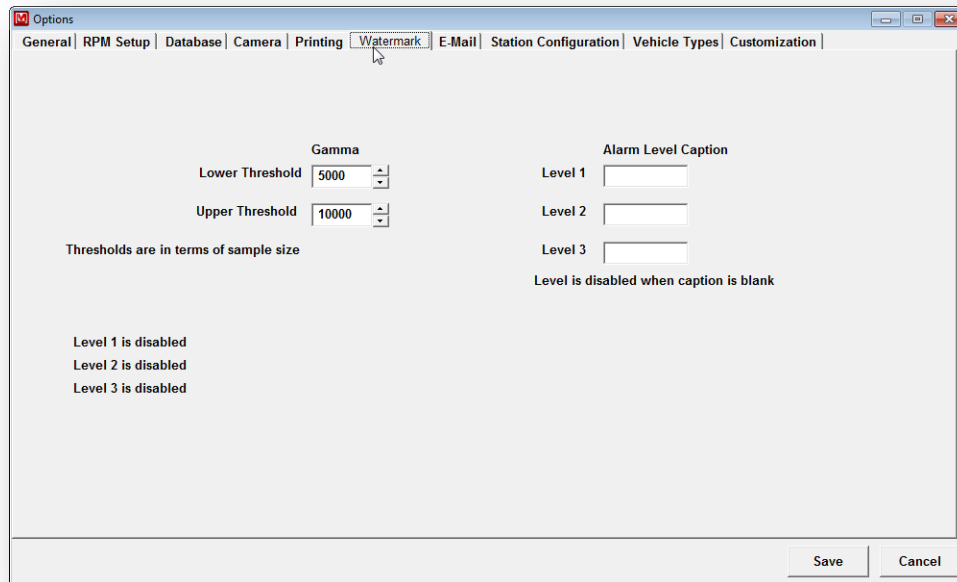 Options
General RPM Setup Database Camera Printing Watermark E-Mail Station Configuration Vehicle Types Customization
Gamma
Lower Threshold 5000
Upper Threshold 10000
Thresholds are in terms of sample size
Alarm Level Caption
Level 1
Level 2
Level 3
Level is disabled when caption is blank
Level 1 is disabled
Level 2 is disabled
Level 3 is disabled
Save Cancel